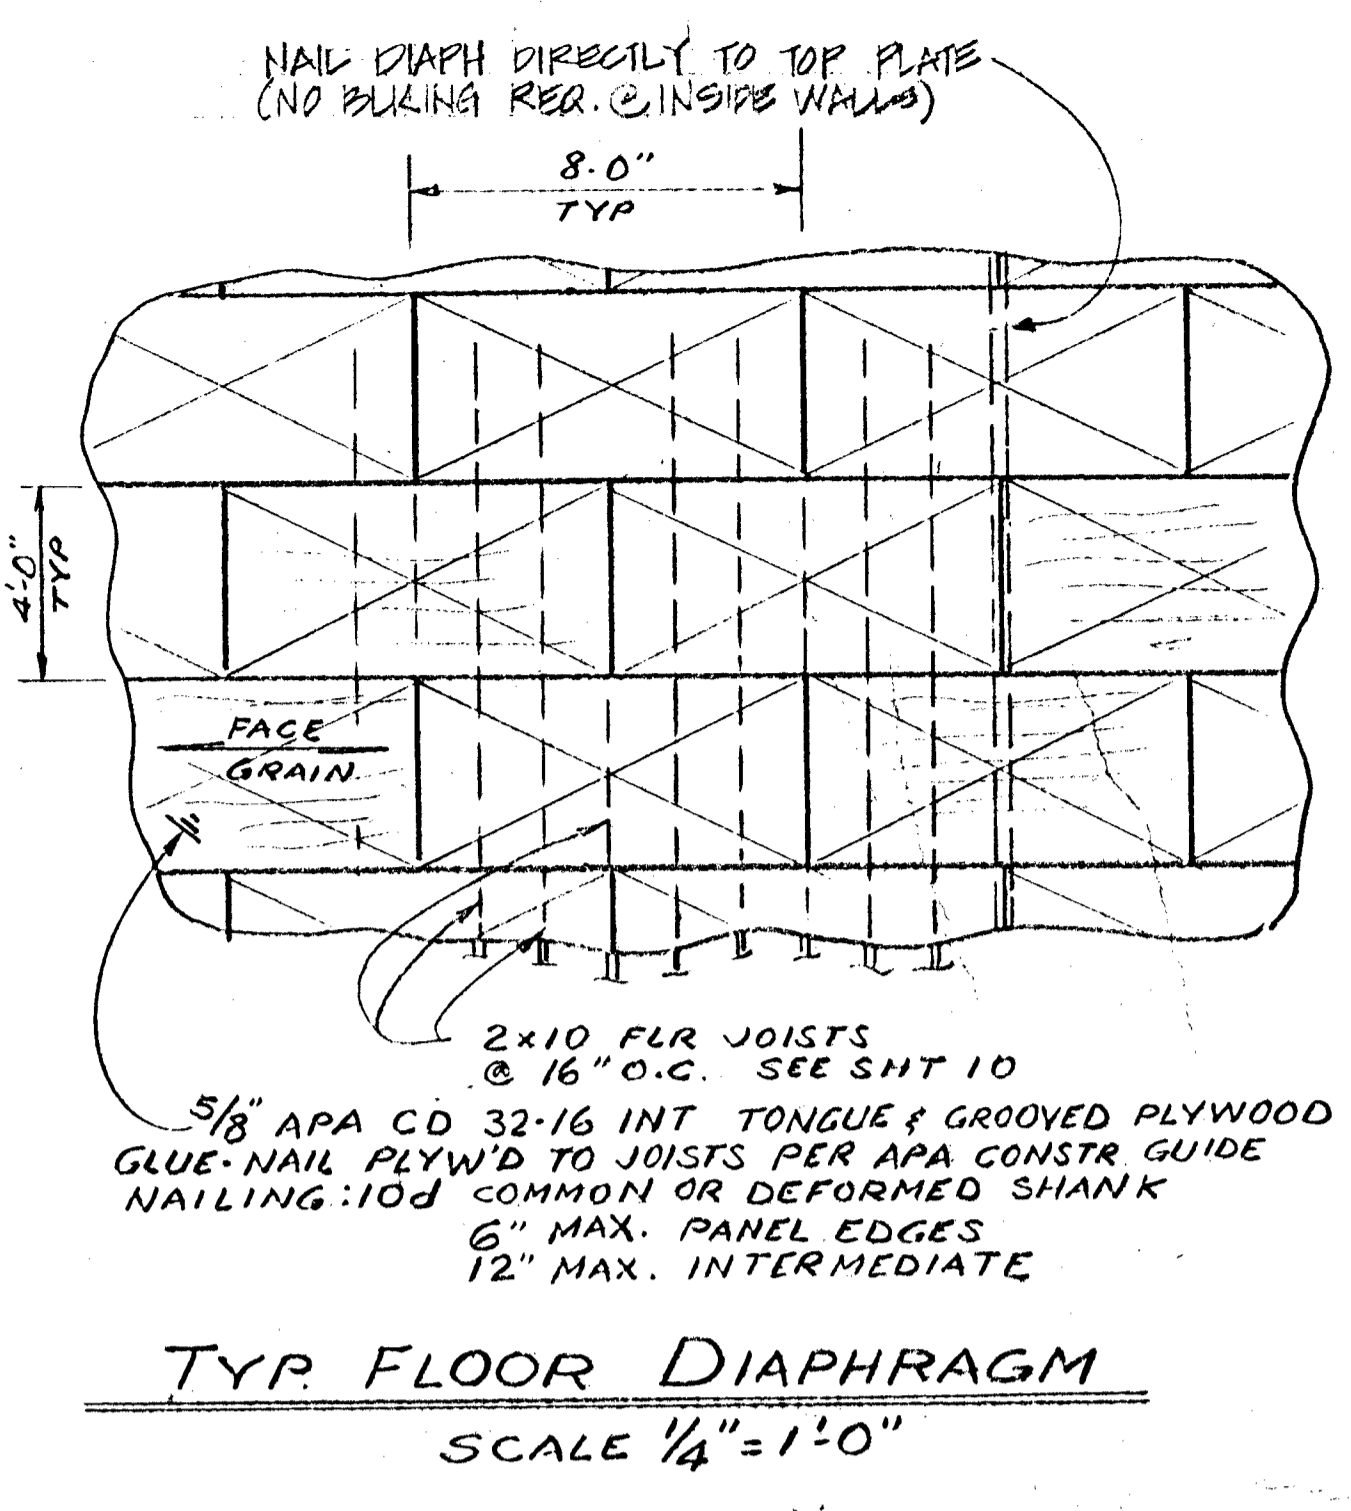 NAIL DIAPH DIRECTLY TO TOP PLATE
(NO BLKING REQ. @ INSIDE WALLS)
8-0"
TYP
4'-0"
TYP
FACE
GRAIN
2x10 FLR JOISTS
@ 16" O.C. SEE SHT 10
5/8" APA CD 32-16 INT TONGUE & GROOVED PLYWOOD
GLUE-NAIL PLYW'D TO JOISTS PER APA CONSTR GUIDE
NAILING: 10d COMMON OR DEFORMED SHANK
6" MAX. PANEL EDGES
12" MAX. INTERMEDIATE
TYP. FLOOR DIAPHRAGM
SCALE 1/4" = 1'-0"